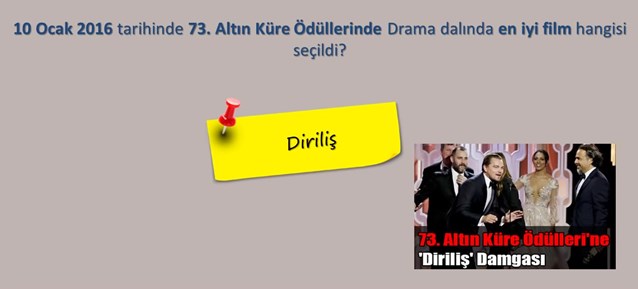 10 Ocak 2016 tarihinde 73. Altın Küre Ödüllerinde Drama dalında en iyi film hangisi
seçildi?
Diriliş
73. Altın Küre Ödülleri'ne
'Diriliş' Damgası